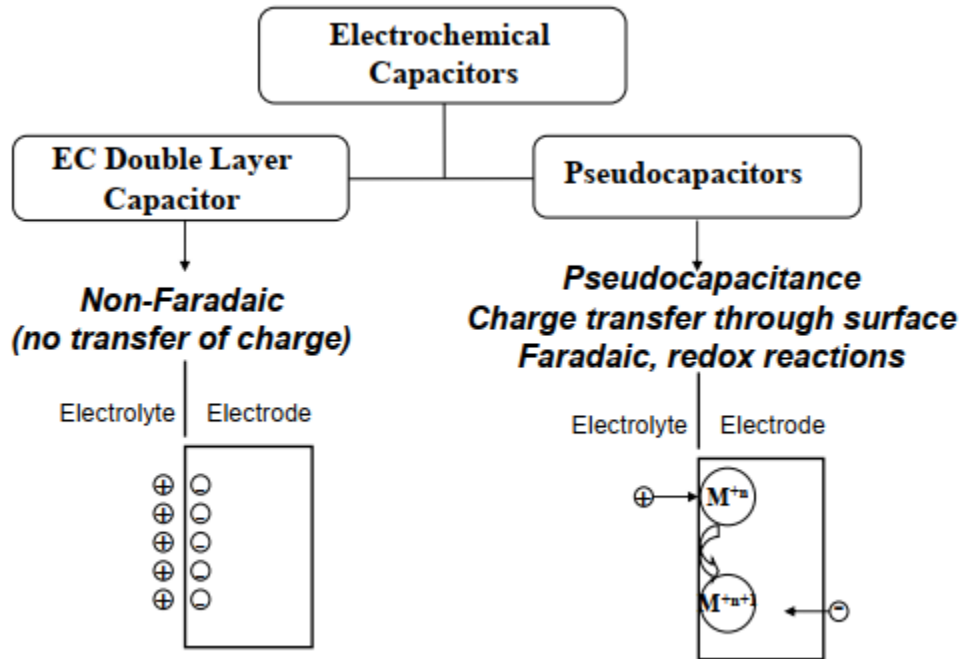 Electrochemical
Capacitors
EC Double Layer
Capacitor
Pseudocapacitors
Non-Faradaic
(no transfer of charge)
Pseudocapacitance
Charge transfer through surface
Faradaic, redox reactions
Electrolyte Electrode
Electrolyte Electrode
+ -
+ -
+ -
+ -
+ -
+ M⁺ⁿ
M⁺ⁿ⁺¹ -